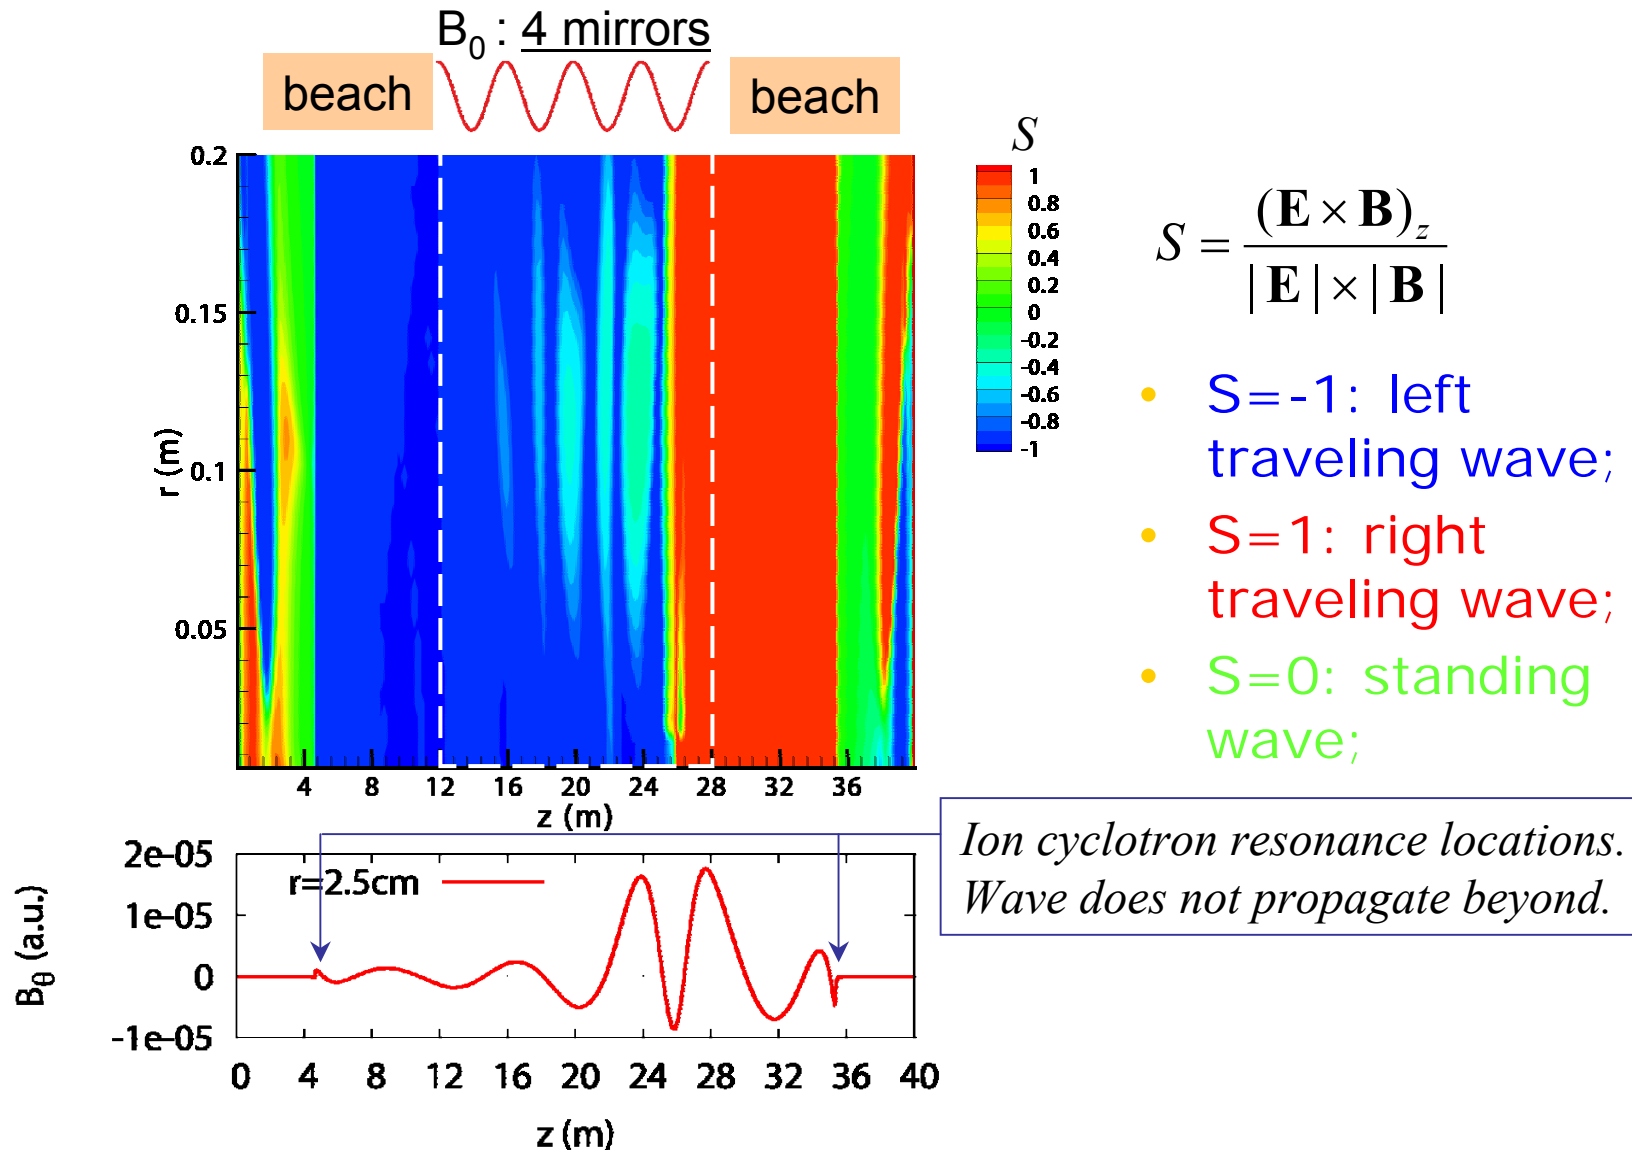 B₀ : 4 mirrors
beach
beach
S
0.2
0.15
0.1
0.05
r (m)
4 8 12 16 20 24 28 32 36
z (m)
1
0.8
0.6
0.4
0.2
0
-0.2
-0.4
-0.6
-0.8
-1
S = (E × B)z / | E | × | B |
• S=-1: left
traveling wave;
• S=1: right
traveling wave;
• S=0: standing
wave;
Ion cyclotron resonance locations.
Wave does not propagate beyond.
2e-05
1e-05
0
-1e-05
Bθ (a.u.)
r=2.5cm
0 4 8 12 16 20 24 28 32 36 40
z (m)